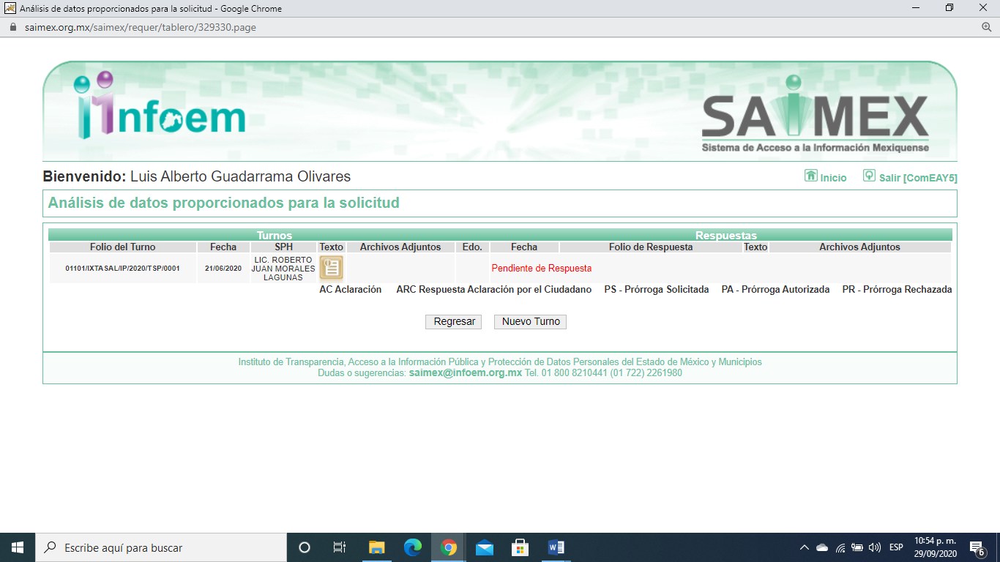 Análisis de datos proporcionados para la solicitud - Google Chrome
saimex.org.mx/saimex/requer/tablero/329330.page
infoem
SAIMEX
Sistema de Acceso a la Información Mexiquense
Bienvenido: Luis Alberto Guadarrama Olivares
Inicio Salir [ComEAY5]
Análisis de datos proporcionados para la solicitud
Turnos Respuestas
Folio del Turno Fecha SPH Texto Archivos Adjuntos Edo. Fecha Folio de Respuesta Texto Archivos Adjuntos
01101/IXTASAL/IP/2020/TSP/0001 21/06/2020 LIC. ROBERTO JUAN MORALES LAGUNAS Pendiente de Respuesta
AC Aclaración ARC Respuesta Aclaración por el Ciudadano PS - Prórroga Solicitada PA - Prórroga Autorizada PR - Prórroga Rechazada
Regresar Nuevo Turno
Instituto de Transparencia, Acceso a la Información Pública y Protección de Datos Personales del Estado de México y Municipios
Dudas o sugerencias: saimex@infoem.org.mx Tel. 01 800 8210441 (01 722) 2261980
Escribe aquí para buscar
ESP
10:54 p. m.
29/09/2020
6